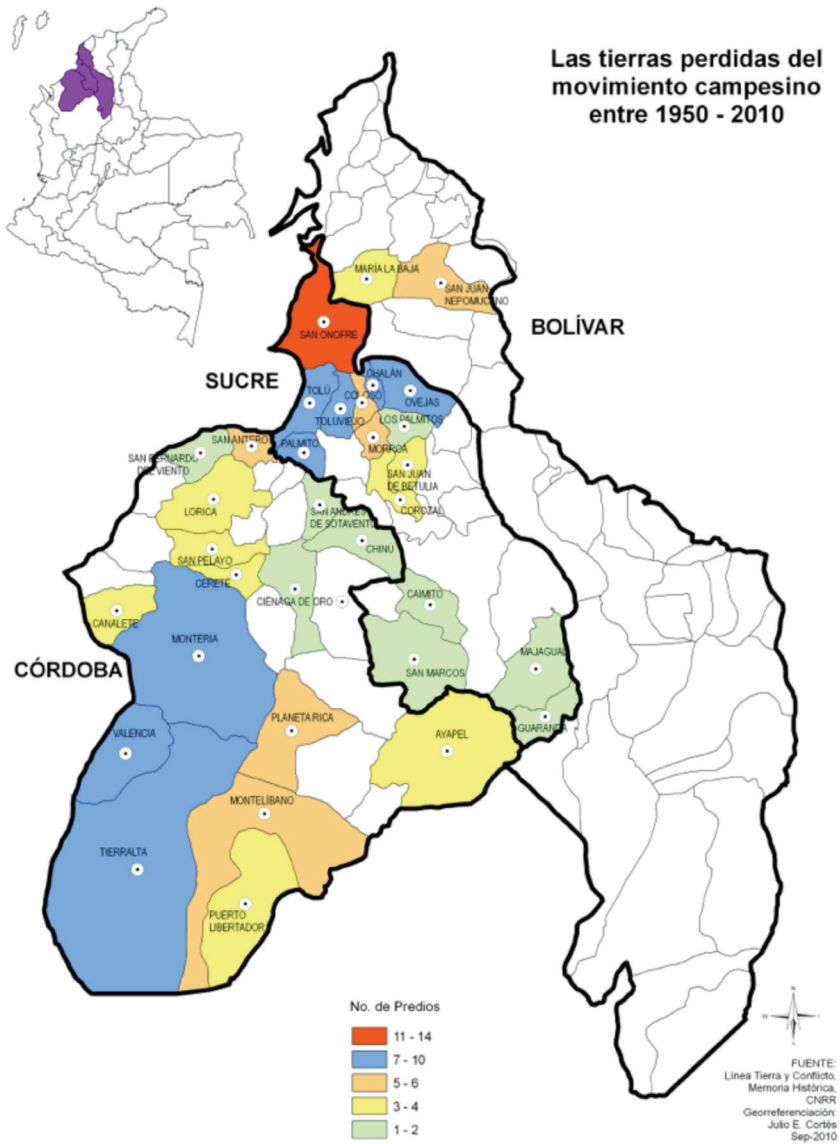 Las tierras perdidas del
movimiento campesino
entre 1950 - 2010
MARÍA LA BAJA
SAN JUAN
NEPOMUCENO
BOLÍVAR
SAN ONOFRE
SUCRE
CHALÁN
TOLÚ
COLOSO
OVEJAS
TOLUVIEJO
LOS PALMITOS
SAN ANTERO
PALMITO
MORROA
SAN BERNARDO
DEL VIENTO
SAN JUAN
DE BETULIA
LORICA
COROZAL
SAN ANDRES
DE SOTAVENTO
CHINÚ
SAN PELAYO
CERETE
CIÉNAGA DE ORO
CAIMITO
CANALETE
MONTERÍA
MAJAGUAL
CÓRDOBA
SAN MARCOS
PLANETA RICA
GUARANDA
VALENCIA
AYAPEL
MONTELÍBANO
TIERRALTA
PUERTO
LIBERTADOR
No. de Predios
11 - 14
7 - 10
5 - 6
3 - 4
1 - 2
N
W
S
FUENTE:
Línea Tierra y Conflicto,
Memoria Histórica,
CNRR
Georreferenciación:
Julio E. Cortés
Sep-2010